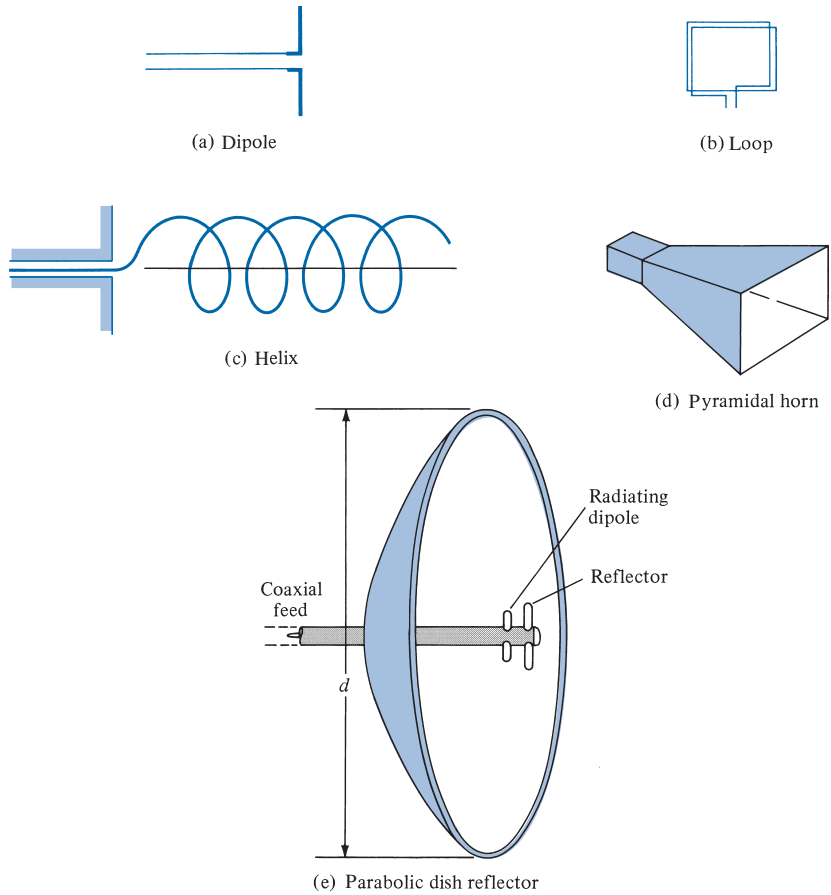 (a) Dipole
(b) Loop
(c) Helix
(d) Pyramidal horn
Radiating
dipole
Reflector
Coaxial
feed
d
(e) Parabolic dish reflector